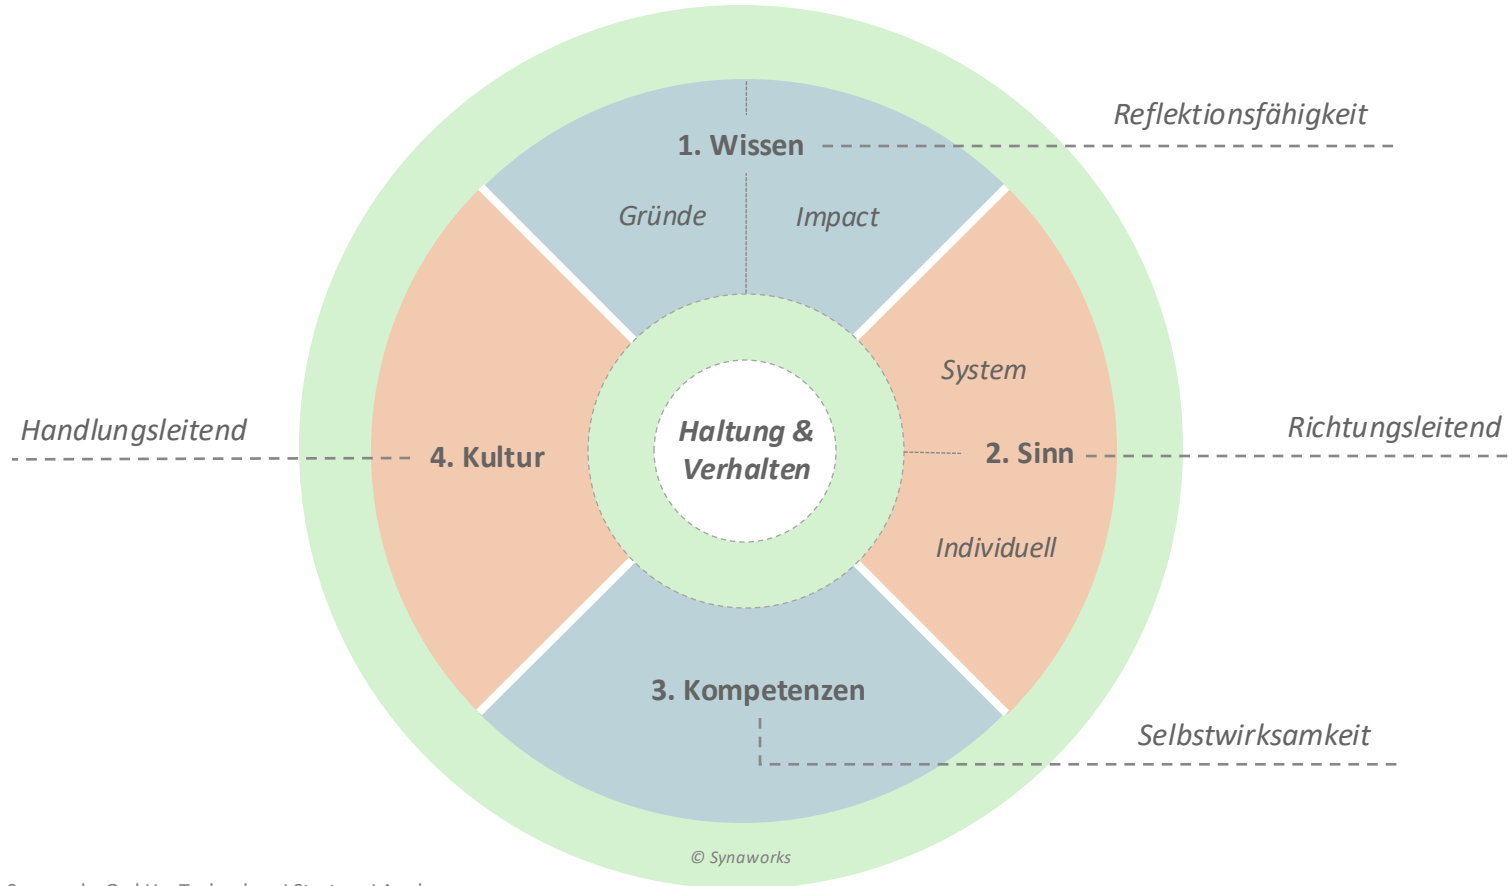 Reflektionsfähigkeit
1. Wissen
Gründe
Impact
System
Handlungsleitend
Haltung &
Verhalten
4. Kultur
2. Sinn
Richtungsleitend
Individuell
3. Kompetenzen
Selbstwirksamkeit
© Synaworks